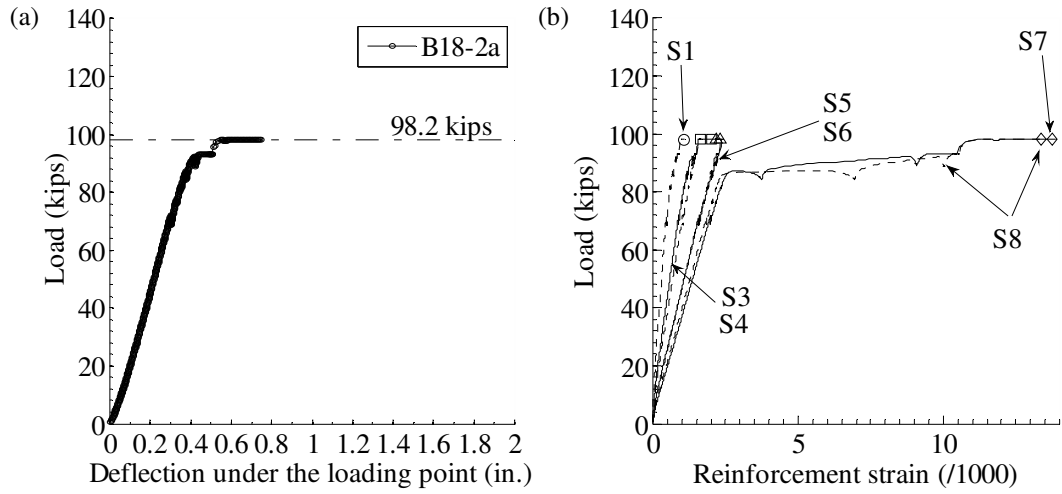 (a)
140
120
100
80
60
40
20
0
Load (kips)
B18-2a
98.2 kips
0 0.2 0.4 0.6 0.8 1 1.2 1.4 1.6 1.8 2
Deflection under the loading point (in.)
(b)
140
120
100
80
60
40
20
0
Load (kips)
S1
S7
S5
S6
S8
S3
S4
0 5 10
Reinforcement strain (/1000)